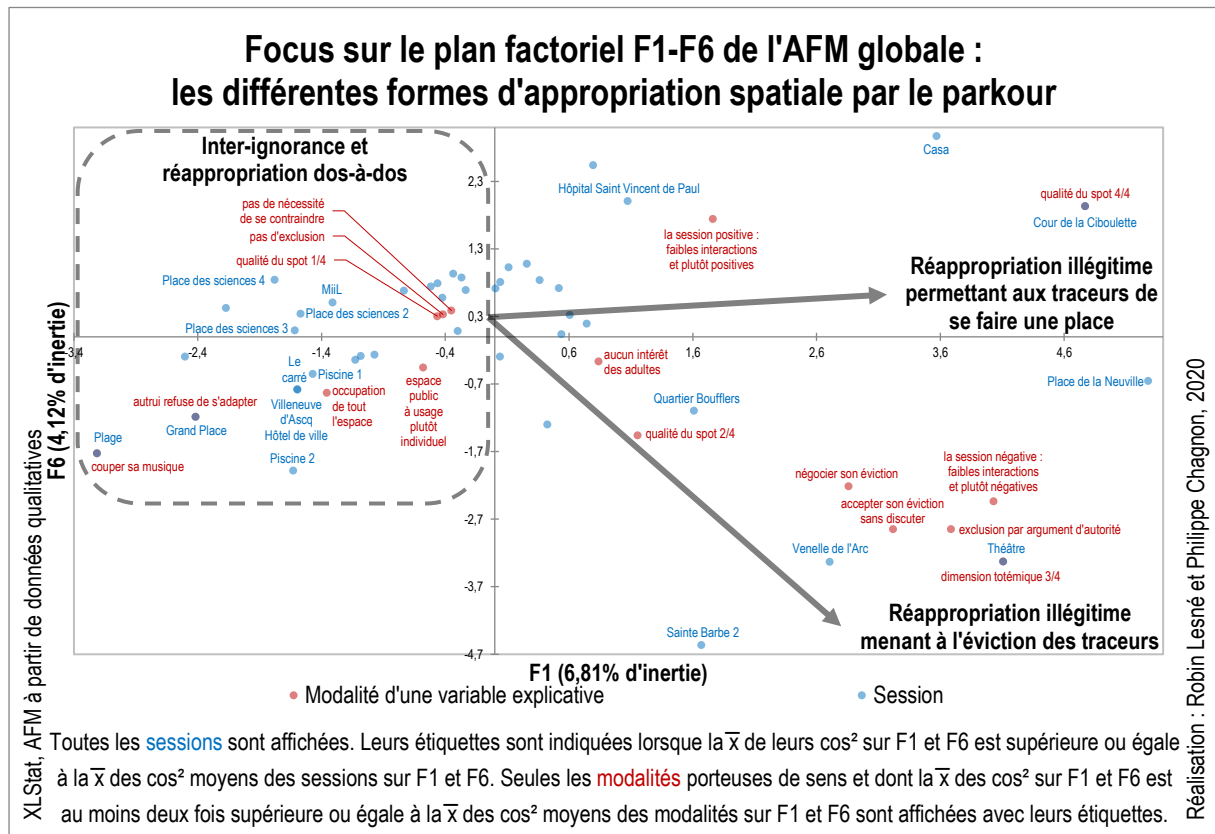 Focus sur le plan factoriel F1-F6 de l'AFM globale :
les différentes formes d'appropriation spatiale par le parkour
Inter-ignorance et
réappropriation dos-à-dos
pas de nécessité
de se contraindre
pas d'exclusion
qualité du spot 1/4
Place des sciences 4
MiiL
Place des sciences 2
Place des sciences 3
Le
carré
Piscine 1
Villeneuve
d'Ascq
Hôtel de ville
occupation
de tout
l'espace
espace
public
à usage
plutôt
individuel
autrui refuse de s'adapter
Grand Place
Plage
couper sa musique
Piscine 2
Hôpital Saint Vincent de Paul
la session positive :
faibles interactions
et plutôt positives
Casa
qualité du spot 4/4
Cour de la Ciboulette
Réappropriation illégitime
permettant aux traceurs de
se faire une place
aucun intérêt
des adultes
Quartier Boufflers
qualité du spot 2/4
Place de la Neuville
négocier son éviction
la session négative :
faibles interactions
et plutôt négatives
accepter son éviction
sans discuter
exclusion par argument d'autorité
Venelle de l'Arc
Théâtre
dimension totémique 3/4
Réappropriation illégitime
menant à l'éviction des traceurs
Sainte Barbe 2
2,3
1,3
0,3
-0,7
-1,7
-2,7
-3,7
-4,7
-3,4
-2,4
-1,4
-0,4
0,6
1,6
2,6
3,6
4,6
F6 (4,12% d'inertie)
F1 (6,81% d'inertie)
Modalité d'une variable explicative
Session
Toutes les sessions sont affichées. Leurs étiquettes sont indiquées lorsque la x̅ de leurs cos² sur F1 et F6 est supérieure ou égale
à la x̅ des cos² moyens des sessions sur F1 et F6. Seules les modalités porteuses de sens et dont la x̅ des cos² sur F1 et F6 est
au moins deux fois supérieure ou égale à la x̅ des cos² moyens des modalités sur F1 et F6 sont affichées avec leurs étiquettes.
XLStat, AFM à partir de données qualitatives
Réalisation : Robin Lesné et Philippe Chagnon, 2020